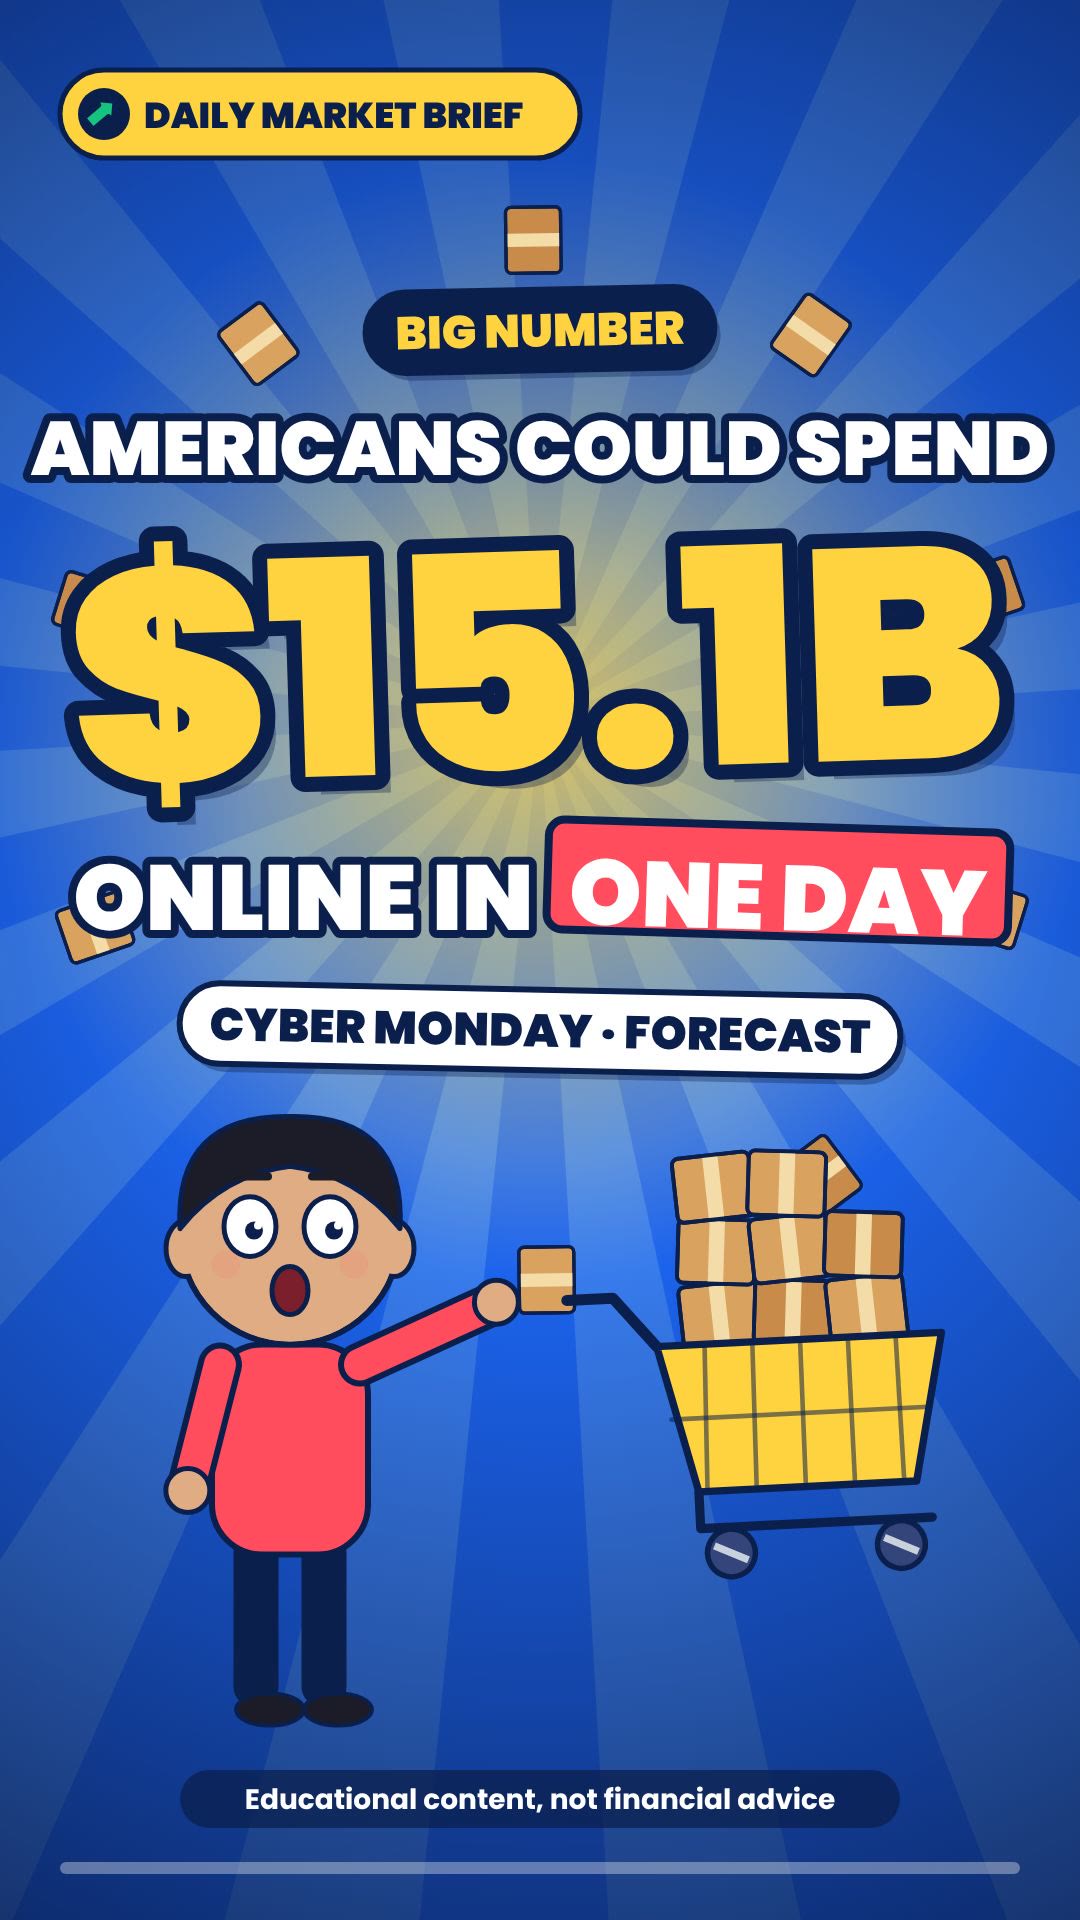 DAILY MARKET BRIEF
BIG NUMBER
AMERICANS COULD SPEND
$15.1B
ONLINE IN ONE DAY
CYBER MONDAY · FORECAST
Educational content, not financial advice